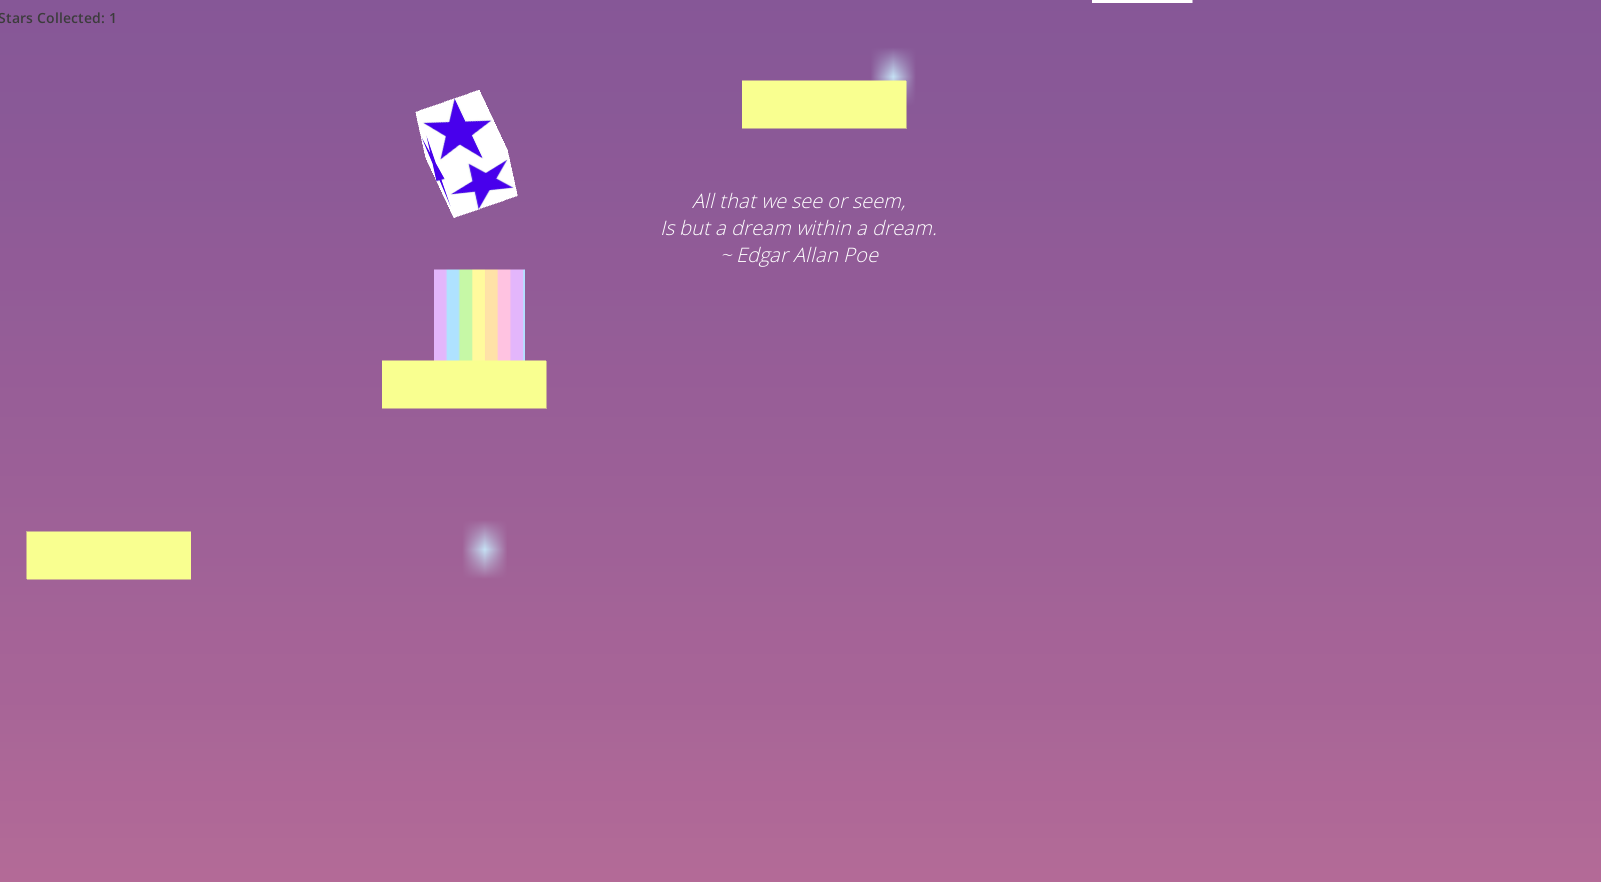 Stars Collected: 1
All that we see or seem,
Is but a dream within a dream.
~ Edgar Allan Poe